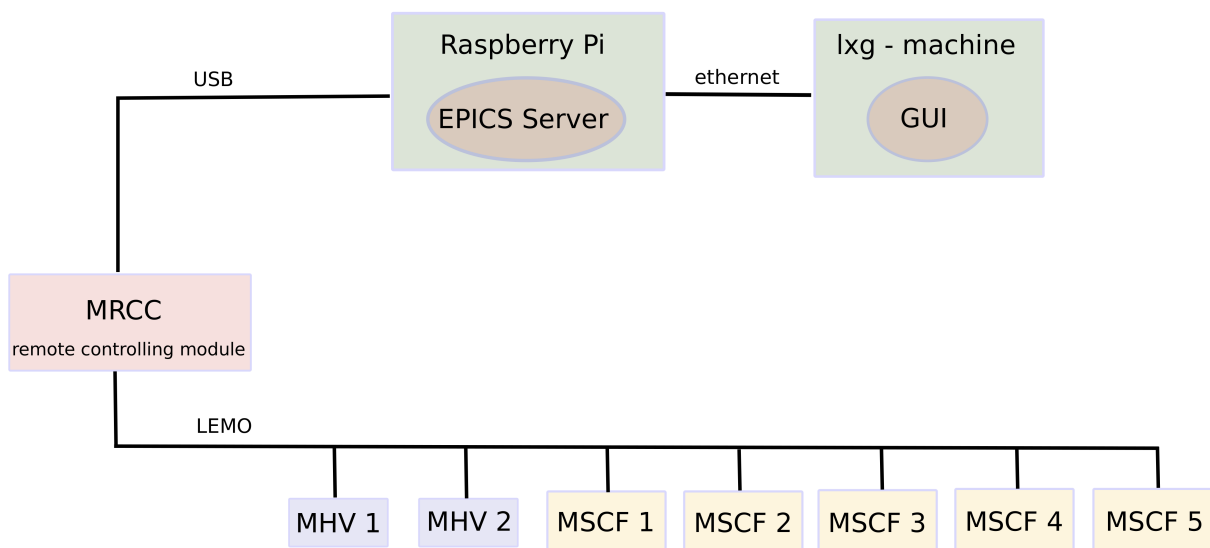 Raspberry Pi
lxg - machine
USB
ethernet
EPICS Server
GUI
MRCC
remote controlling module
LEMO
MHV 1
MHV 2
MSCF 1
MSCF 2
MSCF 3
MSCF 4
MSCF 5